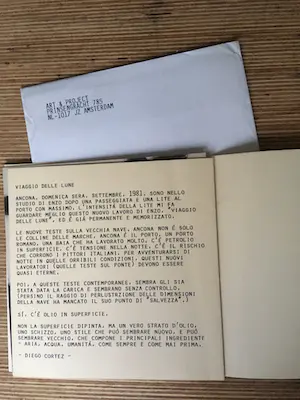 ART & PROJECT
PRINSENGRACHT 785
NL-1017 JZ AMSTERDAM
VIAGGIO DELLE LUNE
ANCONA, DOMENICA SERA, SETTEMBRE, 1981. SONO NELLO
STUDIO DI ENZO DOPO UNA PASSEGGIATA E UNA LITE AL
PORTO CON MASSIMO. L'INTENSITÀ DELLA LITE MI FA
GUARDARE MEGLIO QUESTO NUOVO LAVORO DI ENZO, "VIAGGIO
DELLE LUNE", ED È GIÀ PERMANENTE E MEMORIZZATO.
LE NUOVE TESTE SULLA VECCHIA NAVE. ANCONA NON È SOLO
LE COLLINE DELLE MARCHE. ANCONA È IL PORTO, UN PORTO
ROMANO. UNA BAIA CHE HA LAVORATO MOLTO. C'È PETROLIO
IN SUPERFICIE. C'È TENSIONE NELLA NOTTE. C'È IL RISCHIO
CHE CORRONO I PITTORI ITALIANI. PER AVVENTURARSI DI
NOTTE IN QUELLE ORRIBILI CONDIZIONI, QUESTI NUOVI
LAVORATORI (QUELLE TESTE SUL FONTE) DEVONO ESSERE
QUASI ETERNE.
POI, A QUESTE TESTE CONTEMPORANEE, SEMBRA GLI SIA
STATA DATA LA CARICA E SEMBRANO SENZA CONTROLLO.
(PERSINO IL RAGGIO DI PERLUSTRAZIONE DELLE DIMENSIONI
DELLA NAVE HA MANCATO IL SUO PUNTO DI "SALVEZZA".)
SÌ, C'È OLIO IN SUPERFICIE.
NON LA SUPERFICIE DIPINTA, MA UN VERO STRATO D'OLIO,
UNO SCHIZZO, UNO STILE CHE PUÒ SEMBRARE NUOVO, E PUÒ
SEMBRARE VECCHIO, CHE COMPONE I PRINCIPALI INGREDIENTE
- ARIA, ACQUA, UMANITÀ, COME SEMPRE E COME MAI PRIMA.
- DIEGO CORTEZ -